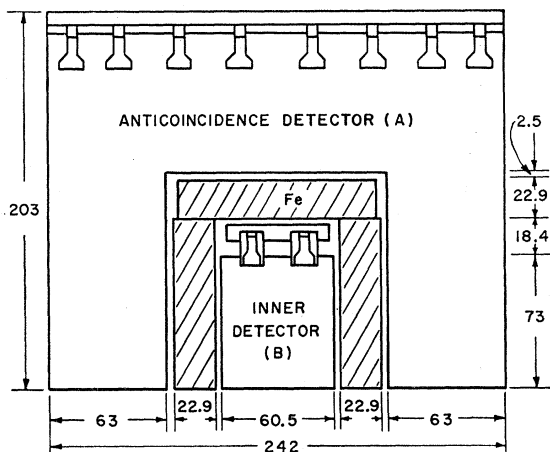 ANTICOINCIDENCE DETECTOR (A)
2.5
Fe
22.9
203
18.4
INNER
DETECTOR
(B)
73
63
22.9
60.5
22.9
63
242